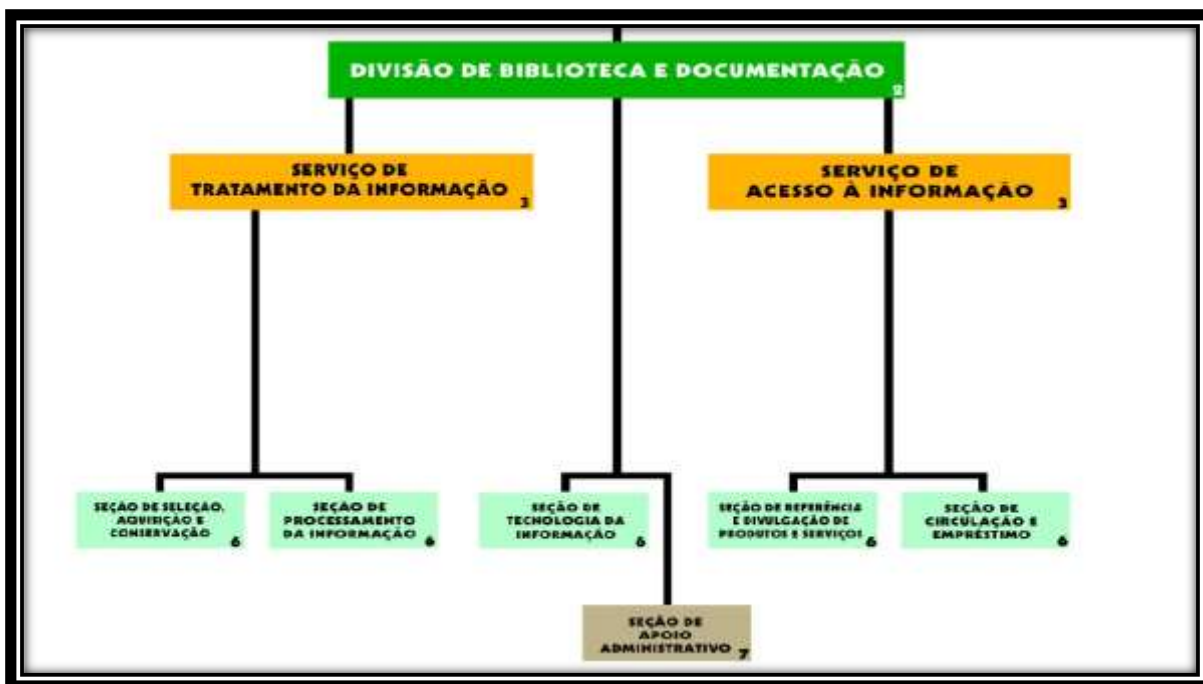 DIVISÃO DE BIBLIOTECA E DOCUMENTAÇÃO
2
SERVIÇO DE
TRATAMENTO DA INFORMAÇÃO
3
SERVIÇO DE
ACESSO À INFORMAÇÃO
3
SEÇÃO DE SELEÇÃO,
AQUISIÇÃO E
CONSERVAÇÃO
6
SEÇÃO DE
PROCESSAMENTO
DA INFORMAÇÃO
6
SEÇÃO DE
TECNOLOGIA DA
INFORMAÇÃO
6
SEÇÃO DE REFERÊNCIA
E DIVULGAÇÃO DE
PRODUTOS E SERVIÇOS
6
SEÇÃO DE
CIRCULAÇÃO E
EMPRÉSTIMO
6
SEÇÃO DE
APOIO
ADMINISTRATIVO
7